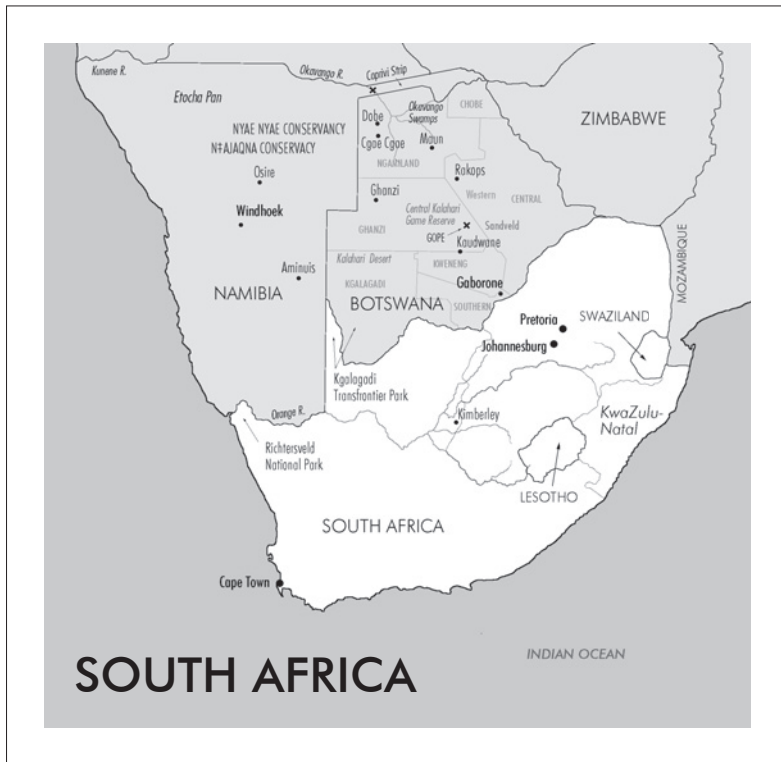 Kunene R.
Okavango R.
Caprivi Strip
Etocha Pan
Okavango
Swamps
CHOBE
ZIMBABWE
Dobe
NYAE NYAE CONSERVANCY
Cgae Cgae
Maun
N‡AJAQNA CONSERVACY
NGAMILAND
Osire
Rakops
Ghanzi
Western
CENTRAL
Windhoek
Central Kalahari
Game Reserve
Sandveld
GHANZI
GOPE
Kaudwane
Kalahari Desert
KWENENG
Aminuis
KGALAGADI
Gaborone
MOZAMBIQUE
NAMIBIA
BOTSWANA
SOUTHERN
Pretoria
SWAZILAND
Johannesburg
Kgalagadi
Transfrontier Park
Orange R.
Kimberley
KwaZulu-
Natal
Richtersveld
National Park
LESOTHO
SOUTH AFRICA
Cape Town
INDIAN OCEAN
SOUTH AFRICA